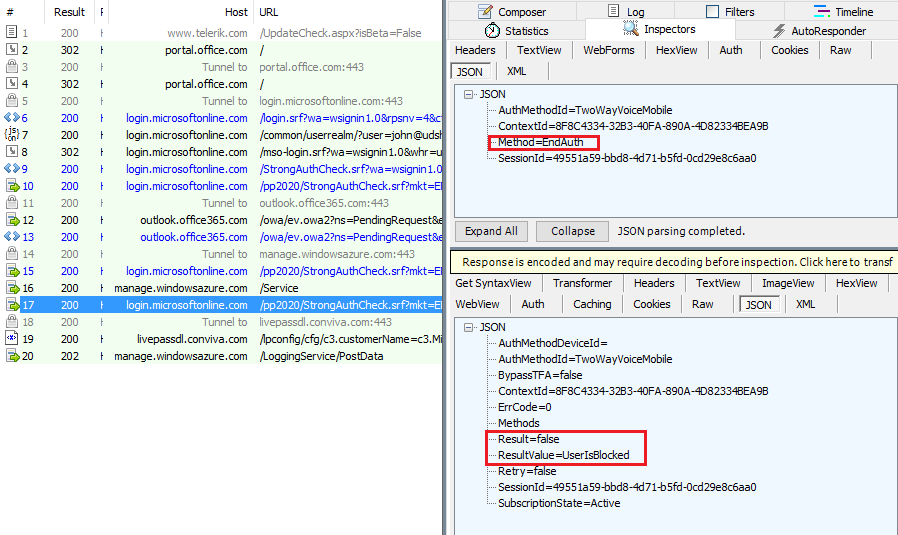 # Result P Host URL
1 200 H www.telerik.com /UpdateCheck.aspx?isBeta=False
2 302 H portal.office.com /
3 200 H Tunnel to portal.office.com:443
4 302 H portal.office.com /
5 200 H Tunnel to login.microsoftonline.com:443
6 200 H login.microsoftonline.com /login.srf?wa=wsignin1.0&rpsnv=4&ct
7 200 H login.microsoftonline.com /common/userrealm/?user=john@udsh
8 302 H login.microsoftonline.com /mso-login.srf?wa=wsignin1.0&whr=u
9 200 H login.microsoftonline.com /StrongAuthCheck.srf?wa=wsignin1.0
10 200 H login.microsoftonline.com /pp2020/StrongAuthCheck.srf?mkt=E
11 200 H Tunnel to outlook.office365.com:443
12 200 H outlook.office365.com /owa/ev.owa2?ns=PendingRequest&e
13 200 H outlook.office365.com /owa/ev.owa2?ns=PendingRequest&e
14 200 H Tunnel to manage.windowsazure.com:443
15 200 H login.microsoftonline.com /pp2020/StrongAuthCheck.srf?mkt=E
16 200 H manage.windowsazure.com /Service
17 200 H login.microsoftonline.com /pp2020/StrongAuthCheck.srf?mkt=E
18 200 H Tunnel to livepassdl.conviva.com:443
19 200 H livepassdl.conviva.com /lpconfig/cfg/c3.customerName=c3.Mi
20 202 H manage.windowsazure.com /LoggingService/PostData
Composer Log Filters Timeline
Statistics Inspectors AutoResponder
Headers TextView WebForms HexView Auth Cookies Raw
JSON XML
JSON
AuthMethodId=TwoWayVoiceMobile
ContextId=8F8C4334-32B3-40FA-890A-4D82334BEA9B
Method=EndAuth
SessionId=49551a59-bbd8-4d71-b5fd-0cd29e8c6aa0
Expand All Collapse JSON parsing completed.
Response is encoded and may require decoding before inspection. Click here to transf
Get SyntaxView Transformer Headers TextView ImageView HexView
WebView Auth Caching Cookies Raw JSON XML
JSON
AuthMethodDeviceId=
AuthMethodId=TwoWayVoiceMobile
BypassTFA=false
ContextId=8F8C4334-32B3-40FA-890A-4D82334BEA9B
ErrCode=0
Methods
Result=false
ResultValue=UserIsBlocked
Retry=false
SessionId=49551a59-bbd8-4d71-b5fd-0cd29e8c6aa0
SubscriptionState=Active